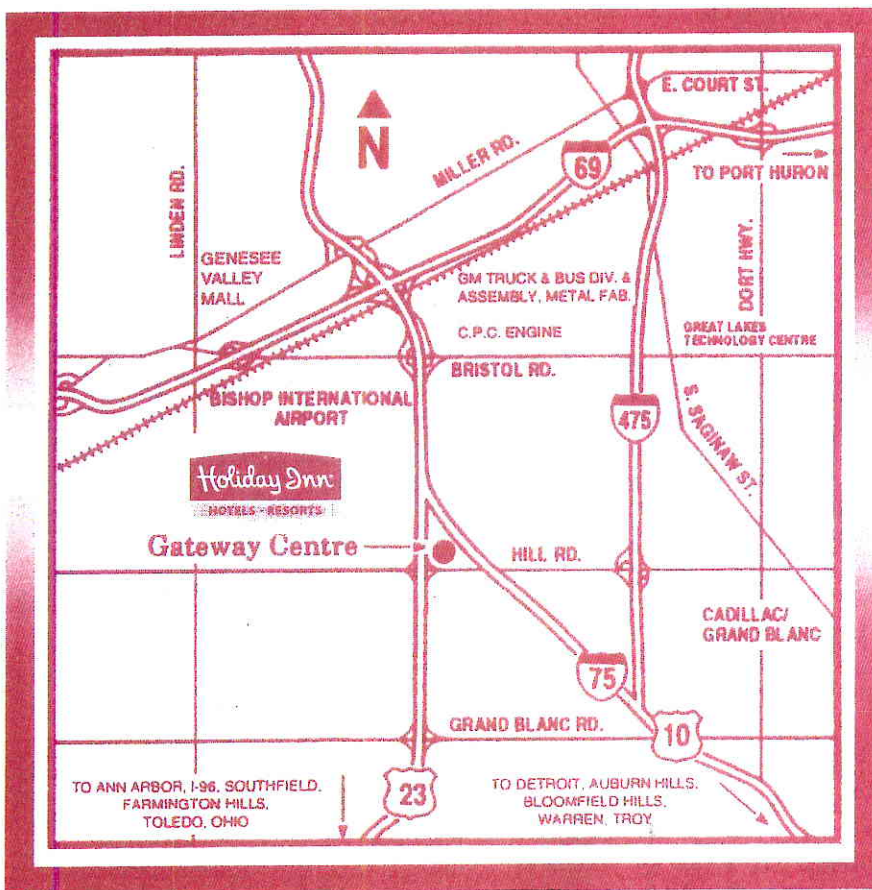 E. COURT ST.
N
MILLER RD.
69
TO PORT HURON
LINDEN RD.
GENESEE
VALLEY
MALL
GM TRUCK & BUS DIV. &
ASSEMBLY, METAL FAB.
C.P.C. ENGINE
DORT HWY.
GREAT LAKES
TECHNOLOGY CENTRE
BRISTOL RD.
BISHOP INTERNATIONAL
AIRPORT
475
S. SAGINAW ST.
Holiday Inn
HOTELS • RESORTS
Gateway Centre
HILL RD.
CADILLAC/
GRAND BLANC
75
GRAND BLANC RD.
10
TO ANN ARBOR, I-96, SOUTHFIELD,
FARMINGTON HILLS,
TOLEDO, OHIO
23
TO DETROIT, AUBURN HILLS,
BLOOMFIELD HILLS,
WARREN, TROY